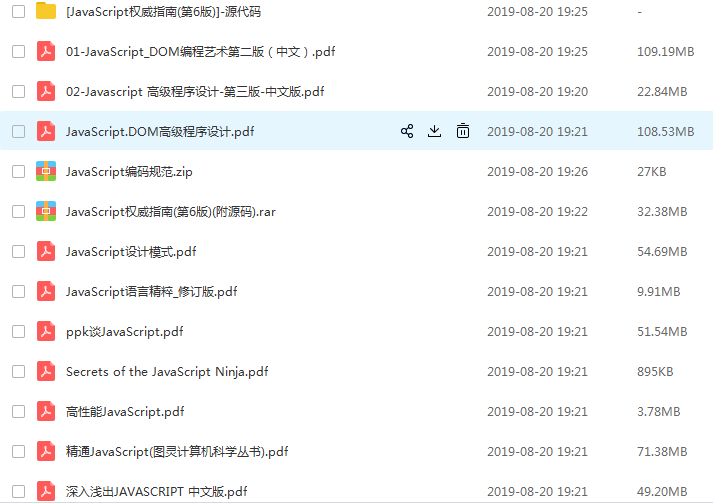 [JavaScript权威指南(第6版)]-源代码 2019-08-20 19:25 -
01-JavaScript_DOM编程艺术第二版（中文）.pdf 2019-08-20 19:25 109.19MB
02-Javascript 高级程序设计-第三版-中文版.pdf 2019-08-20 19:20 22.84MB
JavaScript.DOM高级程序设计.pdf 2019-08-20 19:21 108.53MB
JavaScript编码规范.zip 2019-08-20 19:26 27KB
JavaScript权威指南(第6版)(附源码).rar 2019-08-20 19:22 32.38MB
JavaScript设计模式.pdf 2019-08-20 19:21 54.69MB
JavaScript语言精粹_修订版.pdf 2019-08-20 19:21 9.91MB
ppk谈JavaScript.pdf 2019-08-20 19:21 51.54MB
Secrets of the JavaScript Ninja.pdf 2019-08-20 19:21 895KB
高性能JavaScript.pdf 2019-08-20 19:21 3.78MB
精通JavaScript(图灵计算机科学丛书).pdf 2019-08-20 19:21 71.38MB
深入浅出JAVASCRIPT 中文版.pdf 2019-08-20 19:21 49.20MB